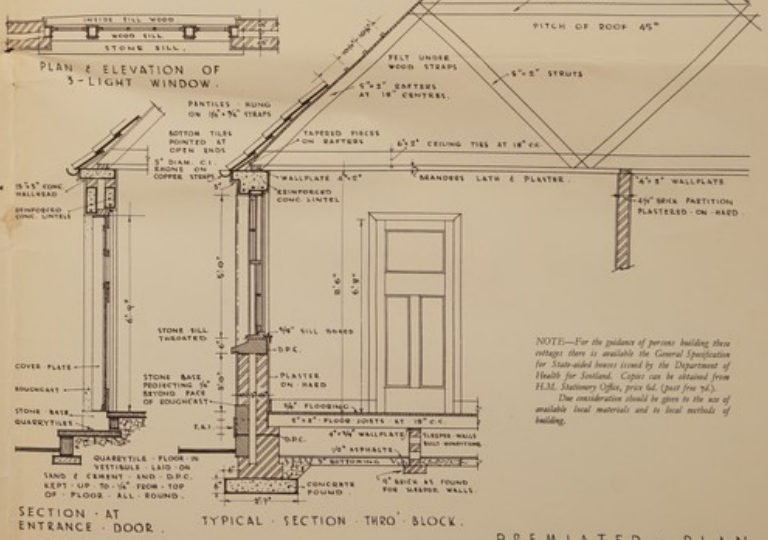 INSIDE SILL WOOD
WOOD SILL
STONE SILL.
PLAN & ELEVATION OF
3-LIGHT WINDOW.
PITCH OF ROOF 45°
FELT UNDER
WOOD STRAPS
5"×2" RAFTERS
AT 18" CENTRES.
5"×2" STRUTS
PANTILES · HUNG
STRAPS
BOTTOM TILES
POINTED AT
OPEN ENDS
5" DIAM. C.I.
RHONE ON
COPPER STRAPS
TAPERED PIECES
ON RAFTERS
6"×2" CEILING TIES AT 18" CC.
BRANDERS LATH & PLASTER.
WALLPLATE
REINFORCED
CONC. LINTEL
CONC.
REINFORCED
CONC. LINTELS
WALLPLATE
4½" BRICK PARTITION
PLASTERED · ON · HARD.
6'·9"
5'·0"
STONE SILL
THROATED
SILL BOARD
D.P.C.
COVER · PLATE
ROUGHCAST
STONE BASE
QUARRYTILES
STONE BASE
PROJECTING
BEYOND FACE
OF ROUGHCAST
PLASTER
ON · HARD
FLOORING
FLOOR JOISTS · AT 18" C.C.
D.P.C.
WALLPLATE
SLEEPER · WALLS
ASPHALTE
BOTTOMING
9" BRICK AS FOUND
FOR SLEEPER WALLS.
CONCRETE
FOUND.
QUARRYTILE · FLOOR · IN
VESTIBULE · LAID · ON
SAND & CEMENT · AND · D.P.C.
KEPT · UP · TO · ¼" · FROM · TOP
OF · FLOOR · ALL · ROUND.
SECTION · AT
ENTRANCE · DOOR.
TYPICAL · SECTION · THRO' · BLOCK.
NOTE—For the guidance of persons building these
cottages there is available the General Specification
for State-aided houses issued by the Department of
Health for Scotland. Copies can be obtained from
H.M. Stationery Office, price 6d. (post free 7d.).
Due consideration should be given to the use of
available local materials and to local methods of
building.
PREMIATED · PLAN